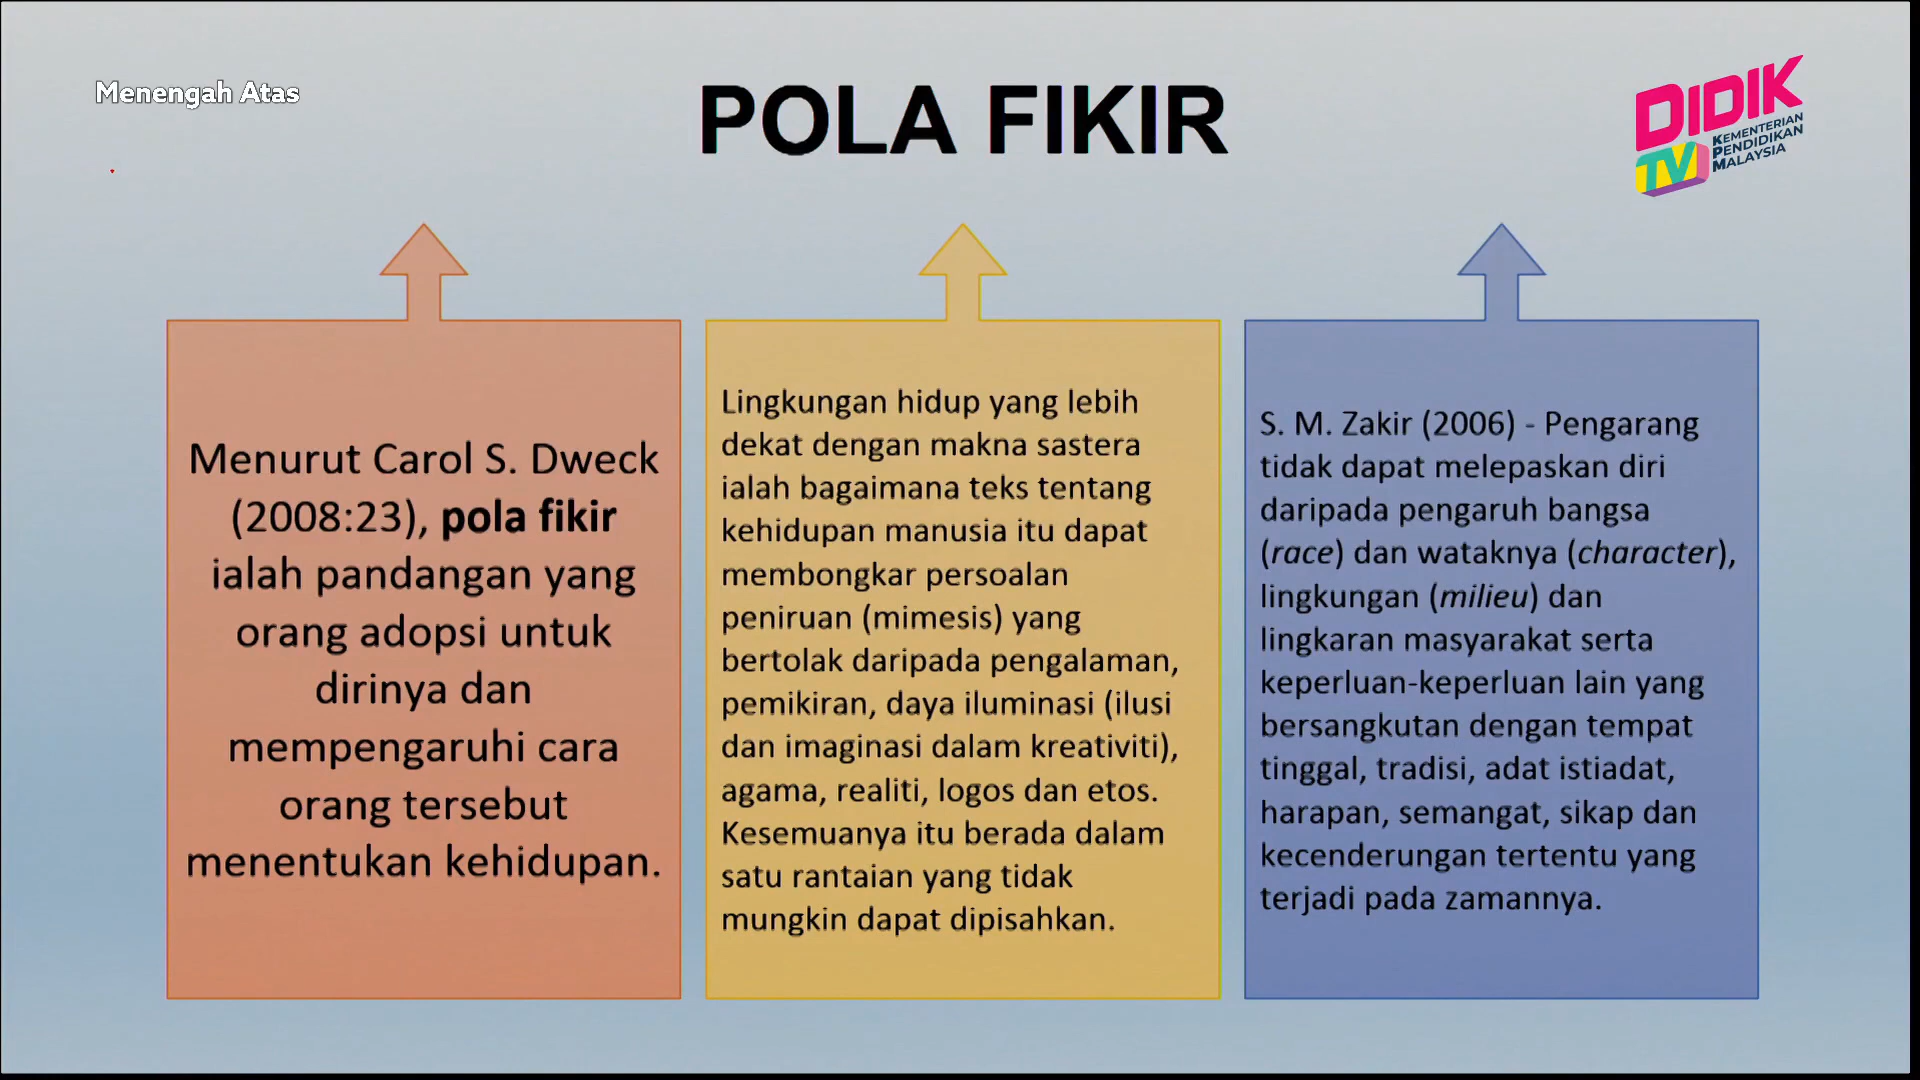 Menengah Atas
POLA FIKIR
DIDIK
TV
KEMENTERIAN
PENDIDIKAN
MALAYSIA
Menurut Carol S. Dweck
(2008:23), pola fikir
ialah pandangan yang
orang adopsi untuk
dirinya dan
mempengaruhi cara
orang tersebut
menentukan kehidupan.
Lingkungan hidup yang lebih
dekat dengan makna sastera
ialah bagaimana teks tentang
kehidupan manusia itu dapat
membongkar persoalan
peniruan (mimesis) yang
bertolak daripada pengalaman,
pemikiran, daya iluminasi (ilusi
dan imaginasi dalam kreativiti),
agama, realiti, logos dan etos.
Kesemuanya itu berada dalam
satu rantaian yang tidak
mungkin dapat dipisahkan.
S. M. Zakir (2006) - Pengarang
tidak dapat melepaskan diri
daripada pengaruh bangsa
(race) dan wataknya (character),
lingkungan (milieu) dan
lingkaran masyarakat serta
keperluan-keperluan lain yang
bersangkutan dengan tempat
tinggal, tradisi, adat istiadat,
harapan, semangat, sikap dan
kecenderungan tertentu yang
terjadi pada zamannya.